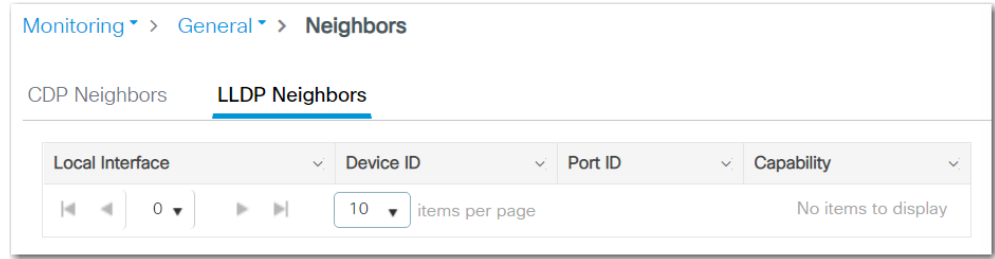 Monitoring > General > Neighbors
CDP Neighbors LLDP Neighbors
Local Interface Device ID Port ID Capability
0 10 items per page No items to display